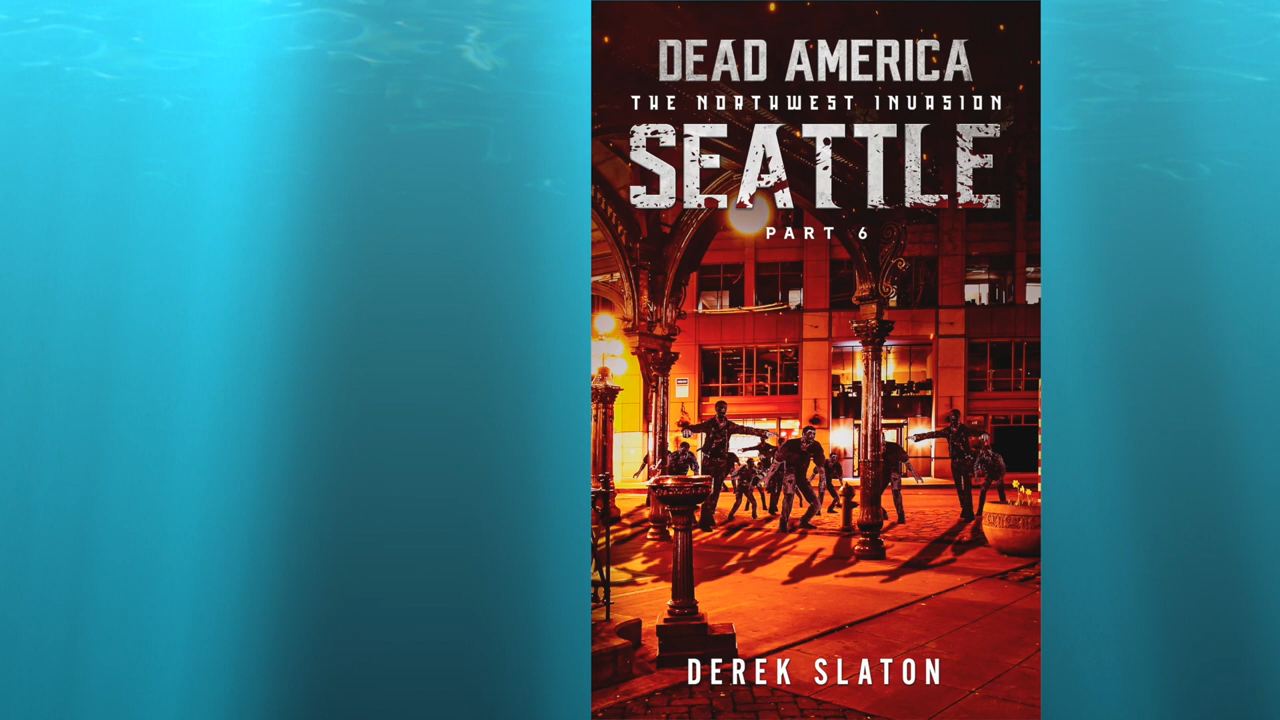 DEAD AMERICA
THE NORTHWEST INVASION
SEATTLE
PART 6
DEREK SLATON